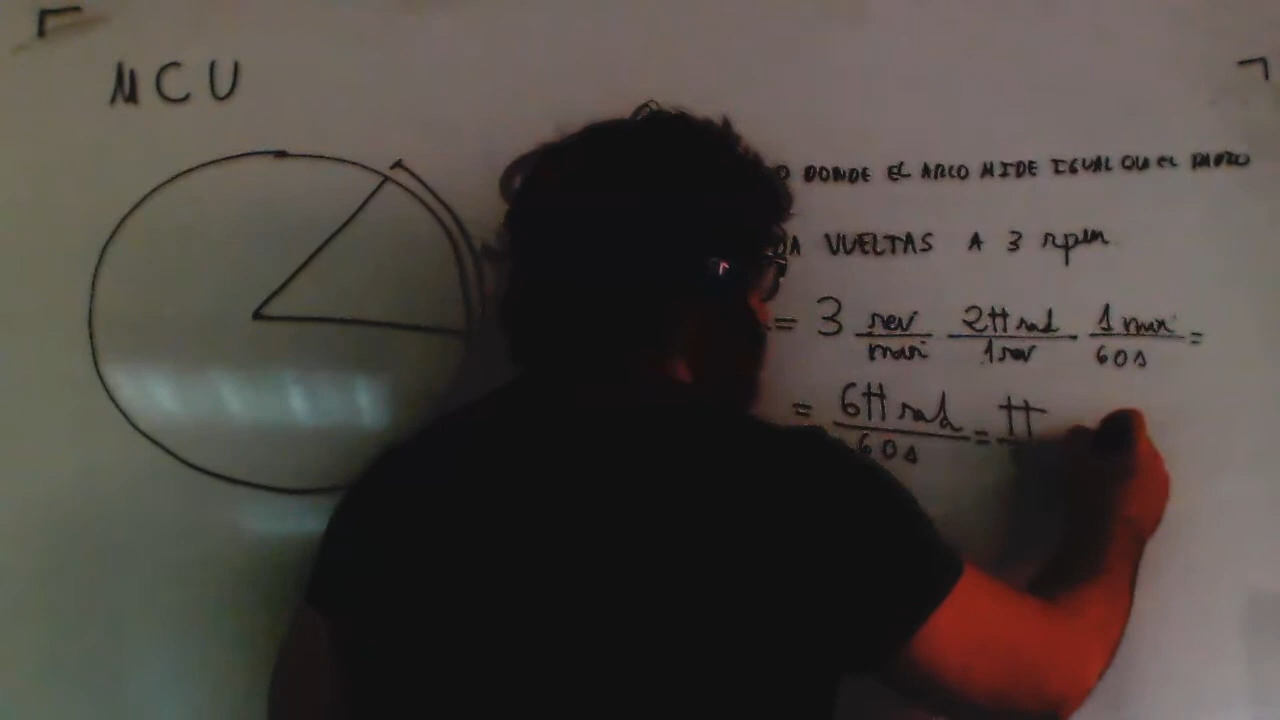 MCU
DONDE EL ARCO MIDE IGUAL QU EL RADIO
VUELTAS A 3 rpm
= 3 rev/min 2π rad/1 rev 1 min/60 s =
= 6π rad/60 s = π